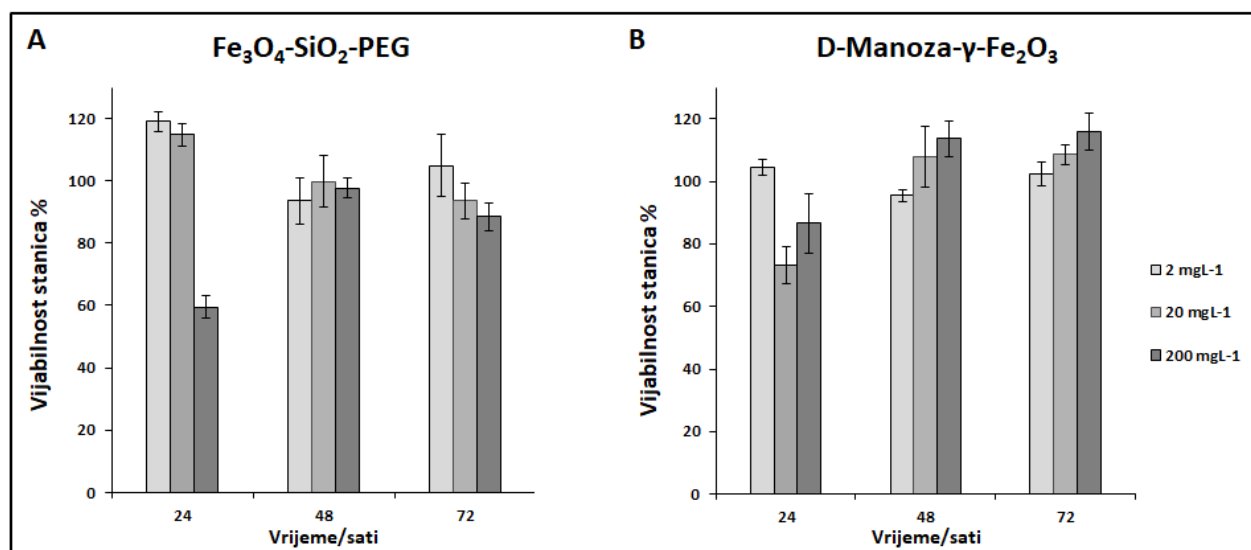 A
Fe₃O₄-SiO₂-PEG
120
100
80
60
40
20
0
Vijabilnost stanica %
24
48
72
Vrijeme/sati
B
D-Manoza-γ-Fe₂O₃
120
100
80
60
40
20
0
Vijabilnost stanica %
24
48
72
Vrijeme/sati
2 mgL-1
20 mgL-1
200 mgL-1